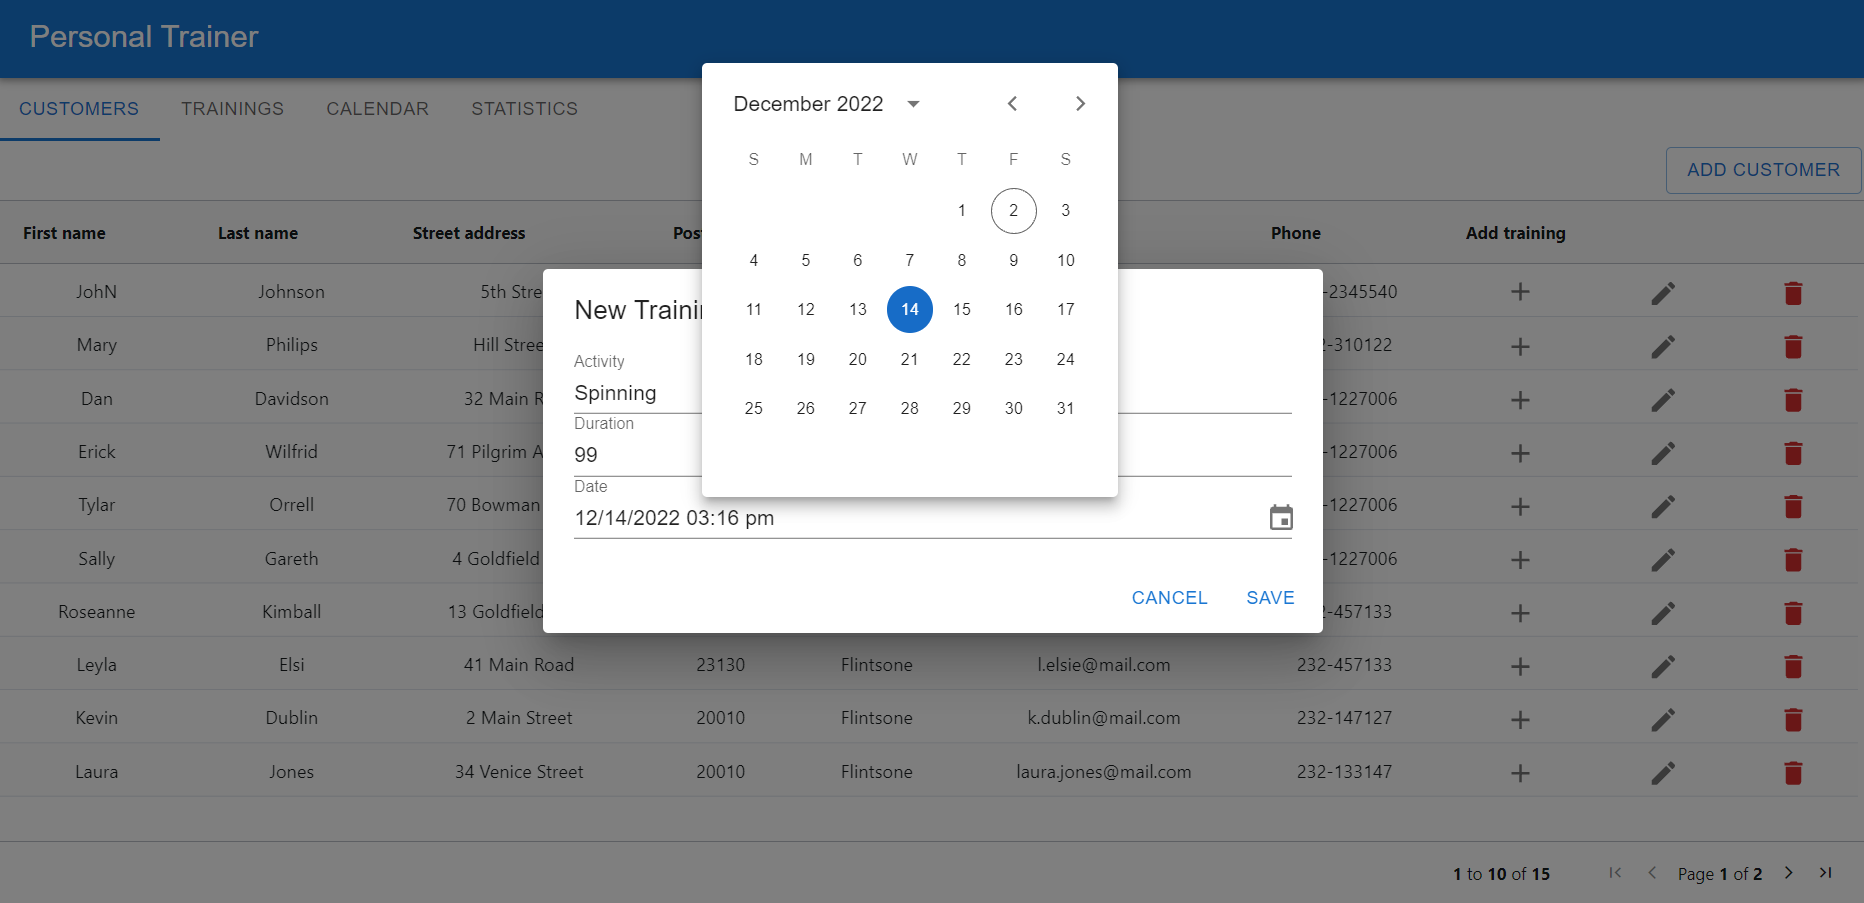 Personal Trainer
CUSTOMERS TRAININGS CALENDAR STATISTICS
ADD CUSTOMER
December 2022
S M T W T F S
1 2 3
4 5 6 7 8 9 10
11 12 13 14 15 16 17
18 19 20 21 22 23 24
25 26 27 28 29 30 31
New
Activity
Spinning
Duration
99
Date
12/14/2022 03:16 pm
CANCEL SAVE
First name Last name Street address Phone Add training
JohN Johnson 5th -2345540
Mary Philips Hill -310122
Dan Davidson 32 Main -1227006
Erick Wilfrid 71 Pilgrim -1227006
Tylar Orrell 70 Bowman -1227006
Sally Gareth 4 Goldfield -1227006
Roseanne Kimball 13 Goldfield -457133
Leyla Elsi 41 Main Road 23130 Flintsone l.elsie@mail.com 232-457133
Kevin Dublin 2 Main Street 20010 Flintsone k.dublin@mail.com 232-147127
Laura Jones 34 Venice Street 20010 Flintsone laura.jones@mail.com 232-133147
1 to 10 of 15 Page 1 of 2